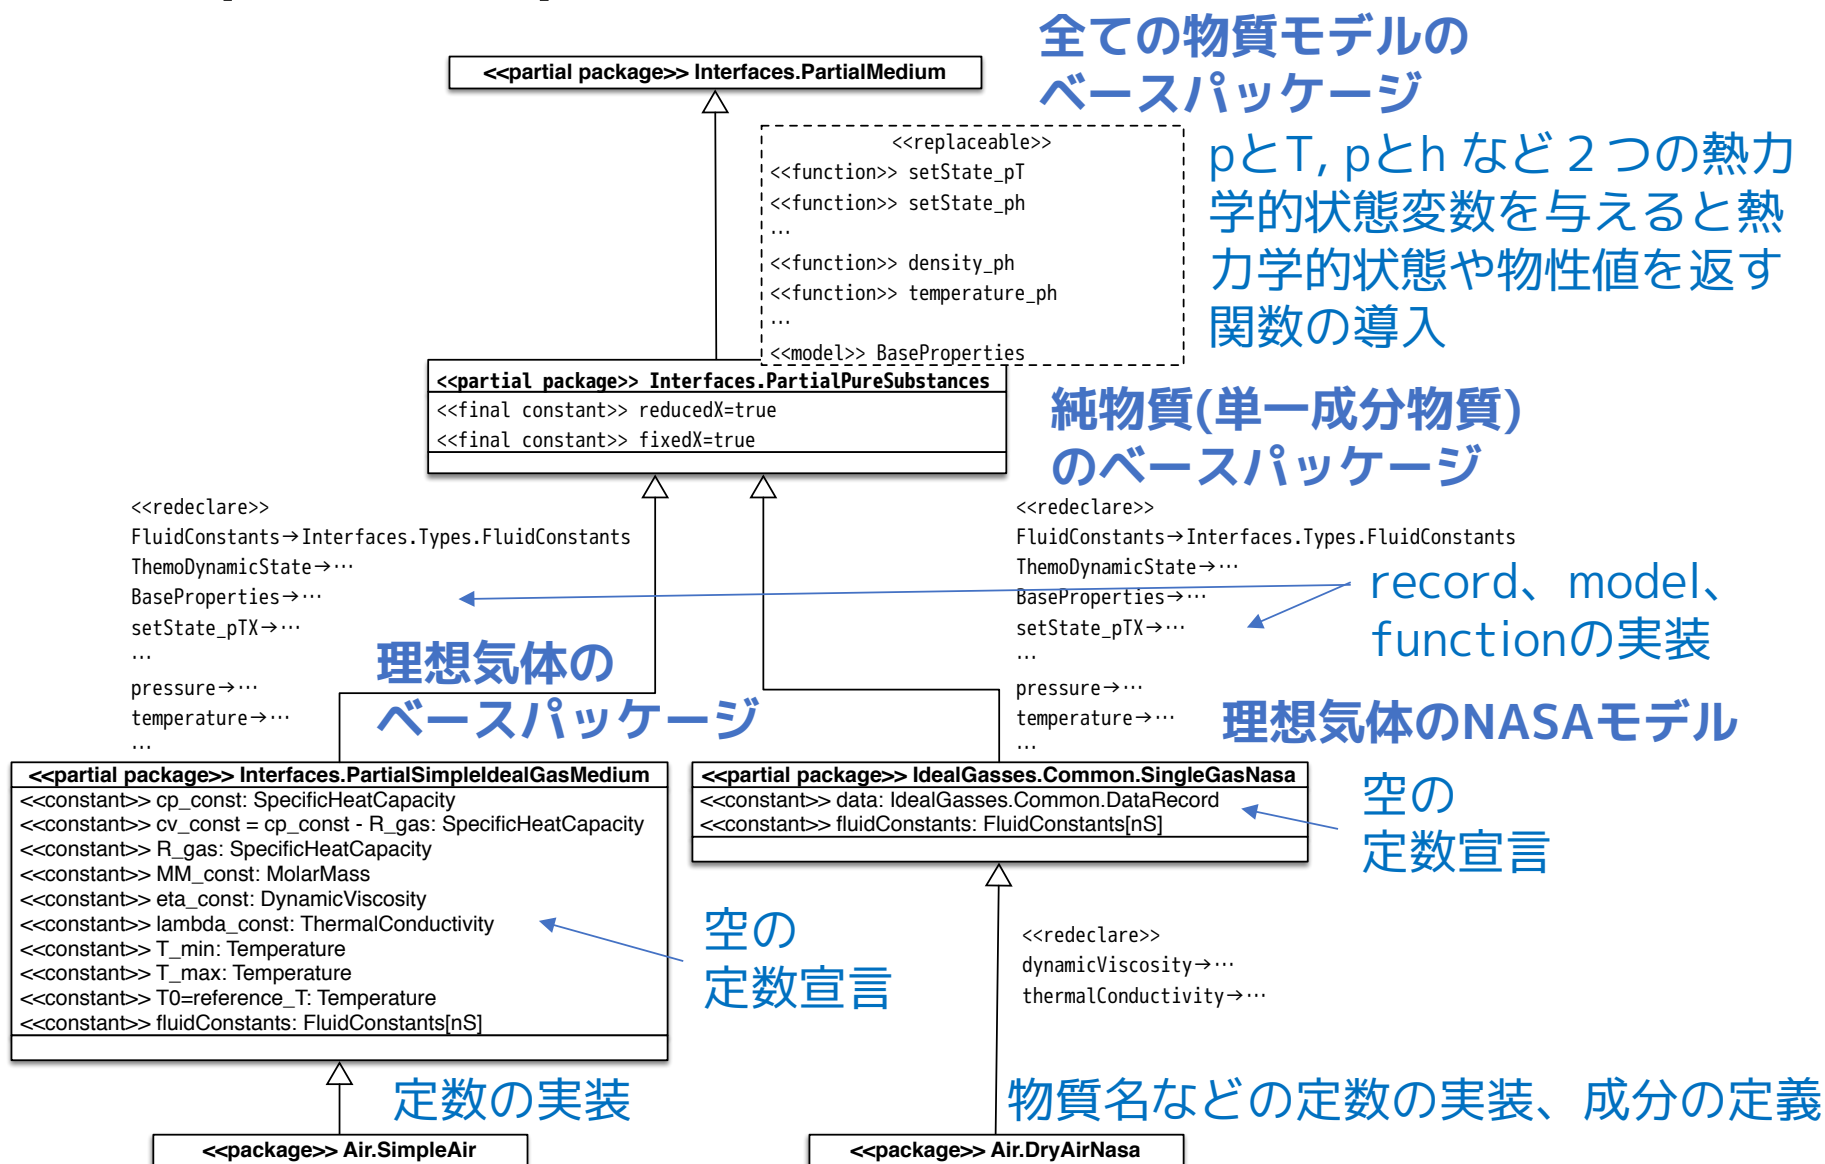 全ての物質モデルの
ベースパッケージ
<<partial package>> Interfaces.PartialMedium
<<replaceable>>
<<function>> setState_pT
<<function>> setState_ph
…
<<function>> density_ph
<<function>> temperature_ph
…
<<model>> BaseProperties
pとT, pとh など２つの熱力
学的状態変数を与えると熱
力学的状態や物性値を返す
関数の導入
<<partial package>> Interfaces.PartialPureSubstances
<<final constant>> reducedX=true
<<final constant>> fixedX=true
純物質(単一成分物質)
のベースパッケージ
<<redeclare>>
FluidConstants→Interfaces.Types.FluidConstants
ThemoDynamicState→…
BaseProperties→…
setState_pTX→…
…
pressure→…
temperature→…
…
<<redeclare>>
FluidConstants→Interfaces.Types.FluidConstants
ThemoDynamicState→…
BaseProperties→…
setState_pTX→…
…
pressure→…
temperature→…
…
record、model、
functionの実装
理想気体の
ベースパッケージ
理想気体のNASAモデル
<<partial package>> Interfaces.PartialSimpleIdealGasMedium
<<constant>> cp_const: SpecificHeatCapacity
<<constant>> cv_const = cp_const - R_gas: SpecificHeatCapacity
<<constant>> R_gas: SpecificHeatCapacity
<<constant>> MM_const: MolarMass
<<constant>> eta_const: DynamicViscosity
<<constant>> lambda_const: ThermalConductivity
<<constant>> T_min: Temperature
<<constant>> T_max: Temperature
<<constant>> T0=reference_T: Temperature
<<constant>> fluidConstants: FluidConstants[nS]
<<partial package>> IdealGasses.Common.SingleGasNasa
<<constant>> data: IdealGasses.Common.DataRecord
<<constant>> fluidConstants: FluidConstants[nS]
空の
定数宣言
空の
定数宣言
<<redeclare>>
dynamicViscosity→…
thermalConductivity→…
定数の実装
物質名などの定数の実装、成分の定義
<<package>> Air.SimpleAir
<<package>> Air.DryAirNasa